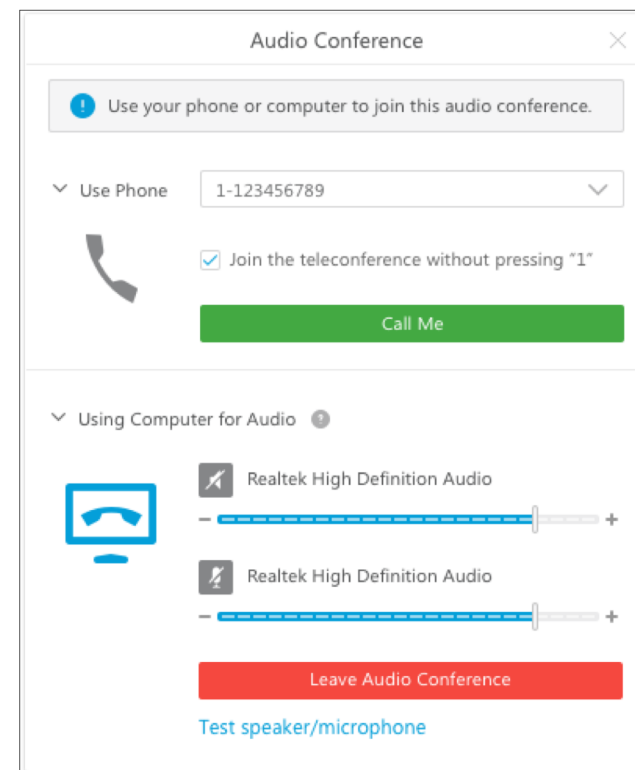 Audio Conference
Use your phone or computer to join this audio conference.
Use Phone
1-123456789
Join the teleconference without pressing “1”
Call Me
Using Computer for Audio
Realtek High Definition Audio
Realtek High Definition Audio
Leave Audio Conference
Test speaker/microphone